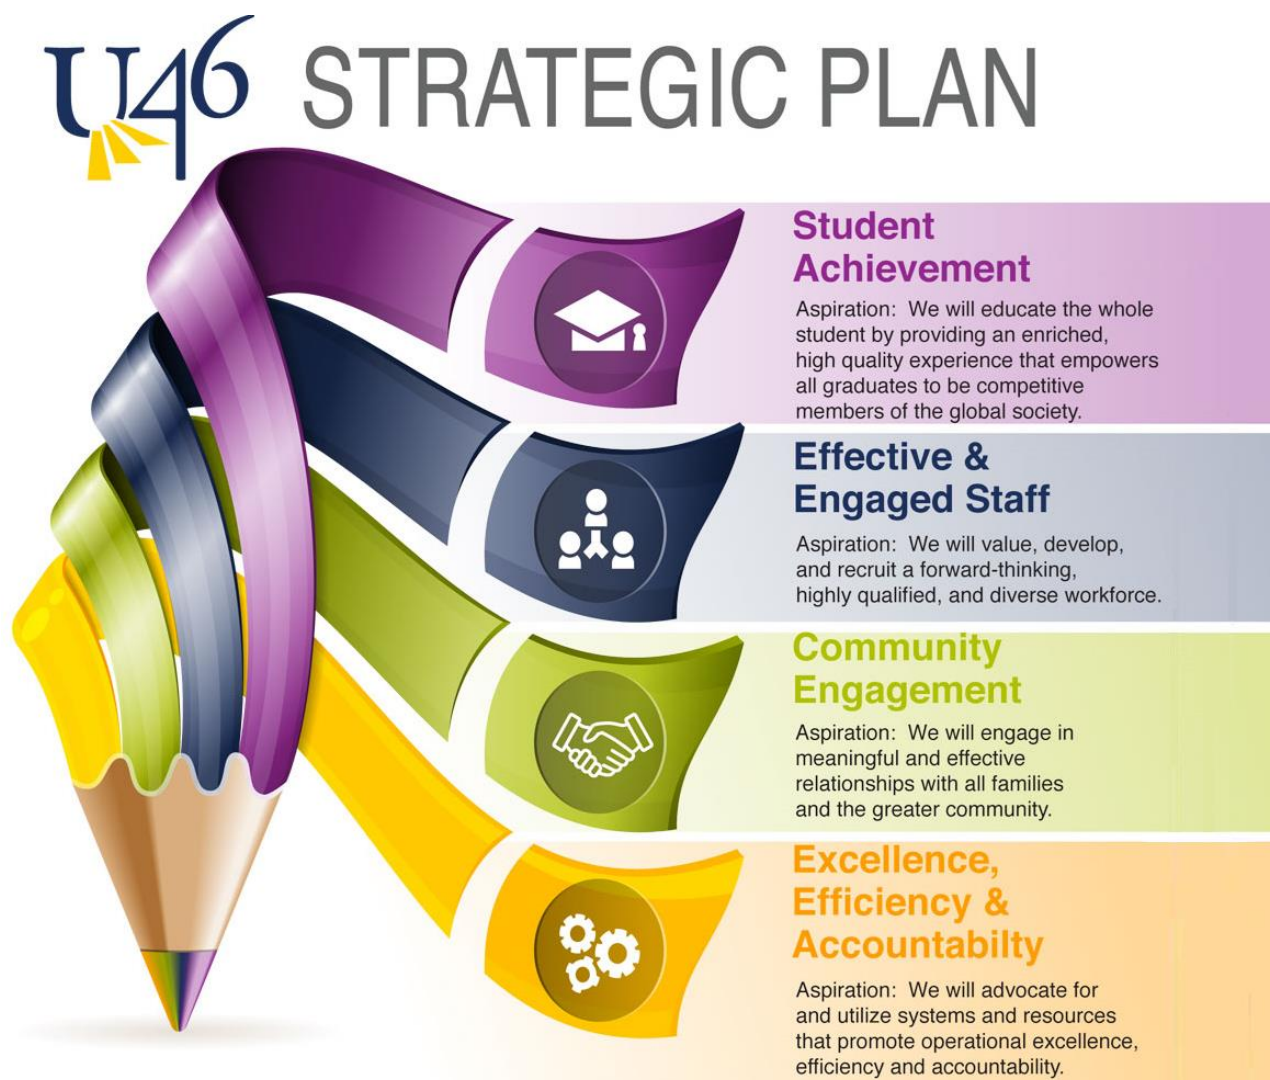 U46 STRATEGIC PLAN
Student
Achievement
Aspiration: We will educate the whole
student by providing an enriched,
high quality experience that empowers
all graduates to be competitive
members of the global society.
Effective &
Engaged Staff
Aspiration: We will value, develop,
and recruit a forward-thinking,
highly qualified, and diverse workforce.
Community
Engagement
Aspiration: We will engage in
meaningful and effective
relationships with all families
and the greater community.
Excellence,
Efficiency &
Accountabilty
Aspiration: We will advocate for
and utilize systems and resources
that promote operational excellence,
efficiency and accountability.